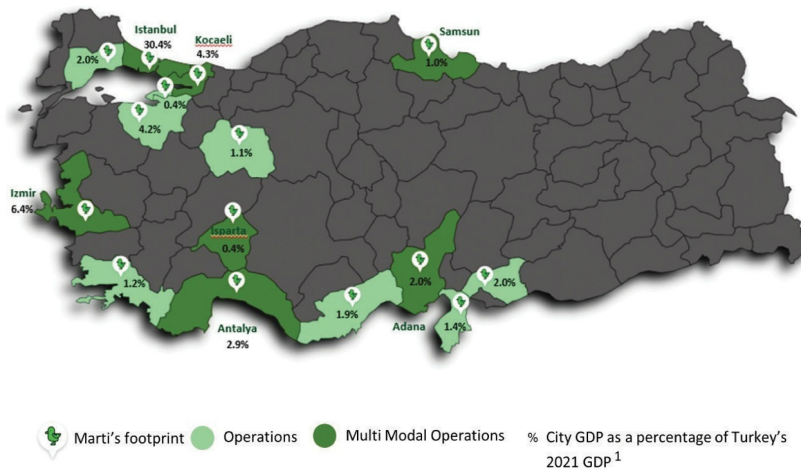 Istanbul
30.4%
Kocaeli
4.3%
Samsun
1.0%
2.0%
0.4%
4.2%
1.1%
Izmir
6.4%
Isparta
0.4%
1.2%
Antalya
2.9%
1.9%
2.0%
Adana
2.0%
1.4%
Marti's footprint
Operations
Multi Modal Operations
% City GDP as a percentage of Turkey's
2021 GDP 1